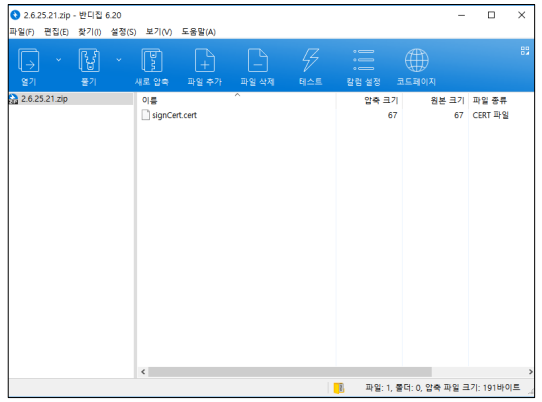 2.6.25.21.zip - 반디집 6.20
파일(F) 편집(E) 찾기(I) 설정(S) 보기(V) 도움말(A)
열기 풀기 새로 압축 파일 추가 파일 삭제 테스트 칼럼 설정 코드페이지
2.6.25.21.zip
이름 압축 크기 원본 크기 파일 종류
signCert.cert 67 67 CERT 파일
파일: 1, 폴더: 0, 압축 파일 크기: 191바이트